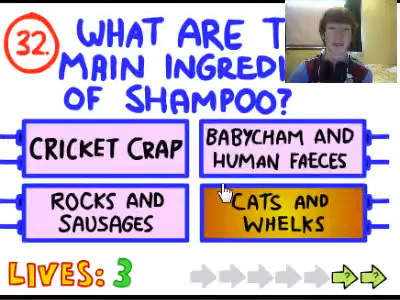 32. WHAT ARE T
MAIN INGREDI
OF SHAMPOO?
CRICKET CRAP
BABYCHAM AND
HUMAN FAECES
ROCKS AND
SAUSAGES
CATS AND
WHELKS
LIVES: 3
? ?